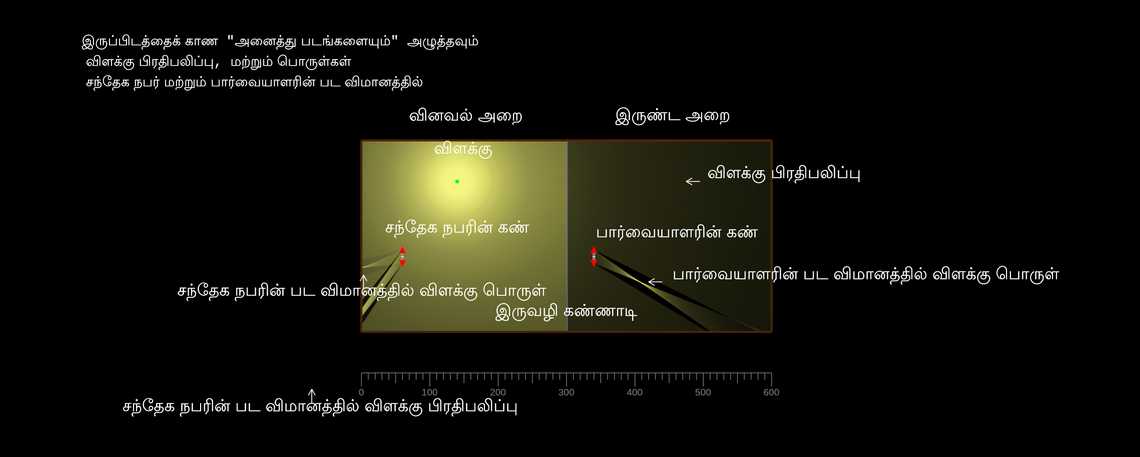 இருப்பிடத்தைக் காண "அனைத்து படங்களையும்" அழுத்தவும்
விளக்கு பிரதிபலிப்பு, மற்றும் பொருள்கள்
சந்தேக நபர் மற்றும் பார்வையாளரின் பட விமானத்தில்
வினவல் அறை
இருண்ட அறை
விளக்கு
← விளக்கு பிரதிபலிப்பு
சந்தேக நபரின் கண்
பார்வையாளரின் கண்
← பார்வையாளரின் பட விமானத்தில் விளக்கு பொருள்
சந்தேக நபரின் பட விமானத்தில் விளக்கு பொருள்
இருவழி கண்ணாடி
0 100 200 300 400 500 600
சந்தேக நபரின் பட விமானத்தில் விளக்கு பிரதிபலிப்பு